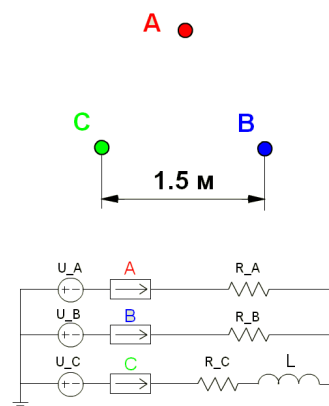 A
C B
1.5 м
U_A A R_A
U_B B R_B
U_C C R_C L